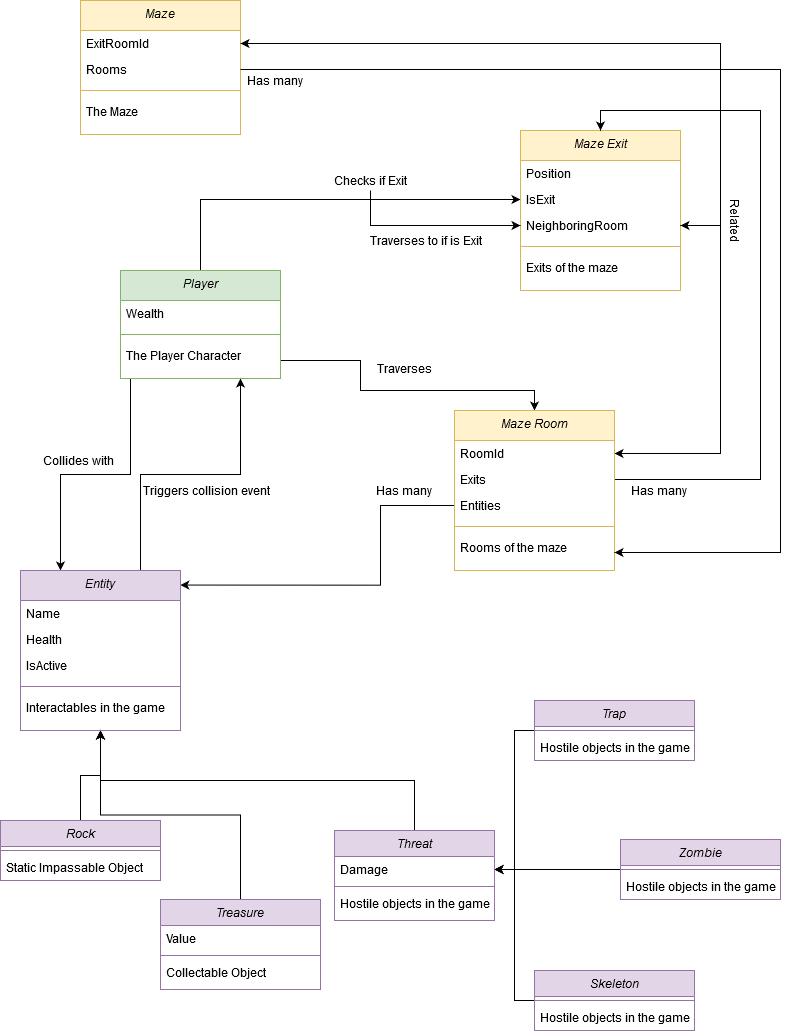 Maze
ExitRoomId
Rooms
The Maze
Has many
Maze Exit
Position
IsExit
NeighboringRoom
Exits of the maze
Related
Checks if Exit
Traverses to if is Exit
Player
Wealth
The Player Character
Traverses
Maze Room
RoomId
Exits
Entities
Rooms of the maze
Has many
Has many
Collides with
Triggers collision event
Entity
Name
Health
IsActive
Interactables in the game
Trap
Hostile objects in the game
Rock
Static Impassable Object
Threat
Damage
Hostile objects in the game
Zombie
Hostile objects in the game
Treasure
Value
Collectable Object
Skeleton
Hostile objects in the game